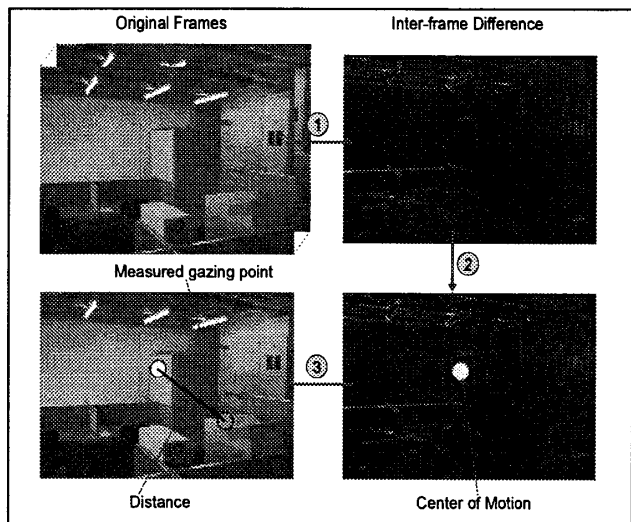 Original Frames
Inter-frame Difference
1
2
Measured gazing point
3
Distance
Center of Motion